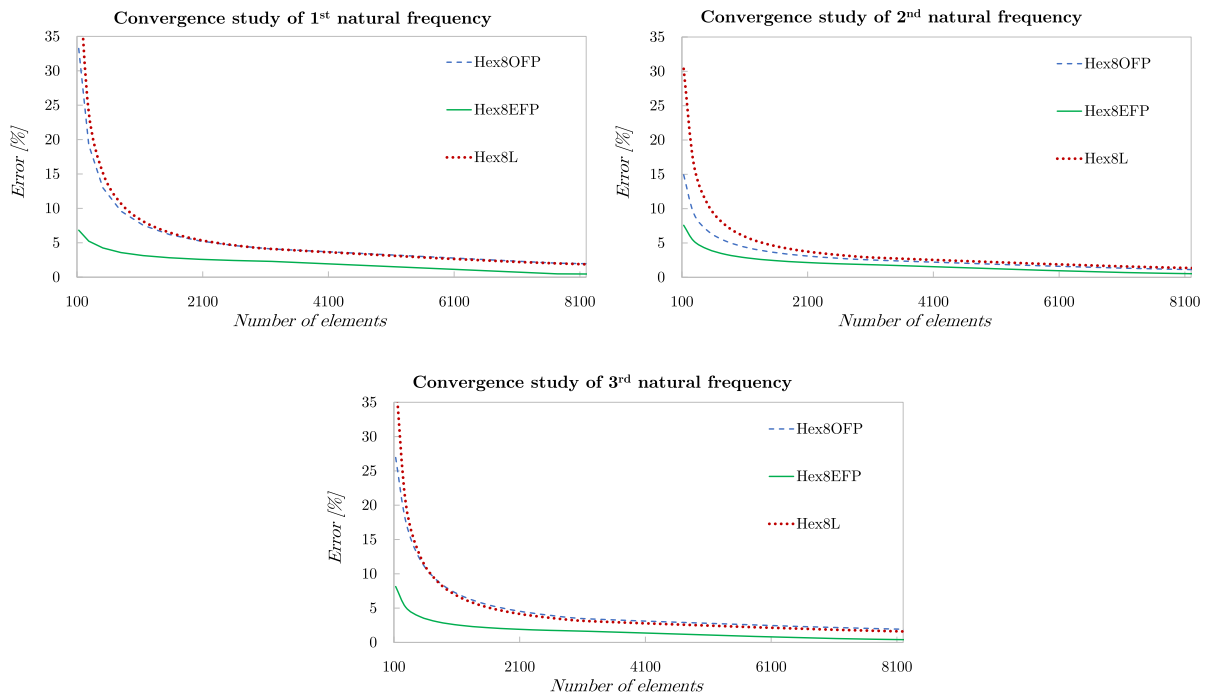 Convergence study of 1st natural frequency
35
30
25
20
15
10
5
0
Error [%]
Hex8OFP
Hex8EFP
Hex8L
100 2100 4100 6100 8100
Number of elements
Convergence study of 2nd natural frequency
35
30
25
20
15
10
5
0
Error [%]
Hex8OFP
Hex8EFP
Hex8L
100 2100 4100 6100 8100
Number of elements
Convergence study of 3rd natural frequency
35
30
25
20
15
10
5
0
Error [%]
Hex8OFP
Hex8EFP
Hex8L
100 2100 4100 6100 8100
Number of elements